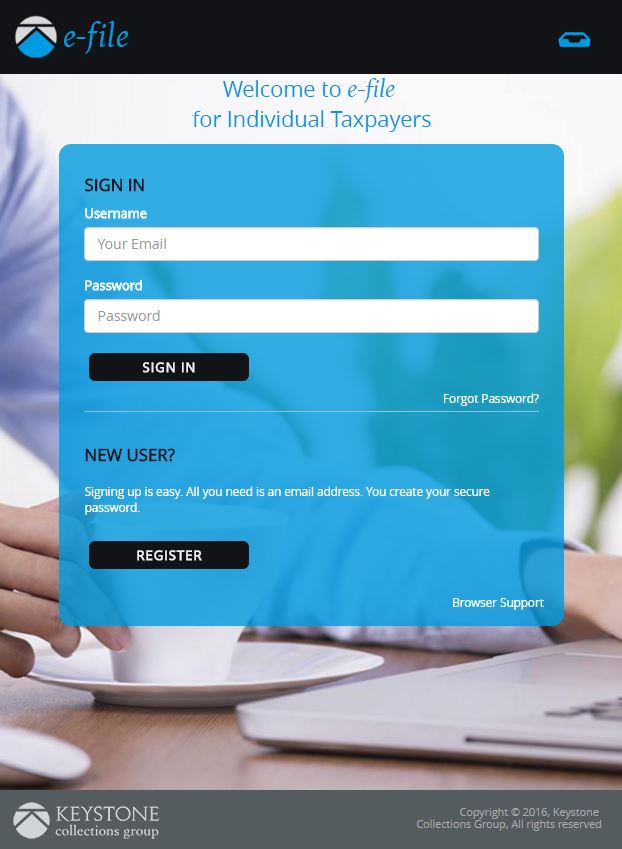 e-file
Welcome to e-file
for Individual Taxpayers
SIGN IN
Username
Your Email
Password
Password
SIGN IN
Forgot Password?
NEW USER?
Signing up is easy. All you need is an email address. You create your secure
password.
REGISTER
Browser Support
KEYSTONE
collections group
Copyright © 2016, Keystone
Collections Group, All rights reserved